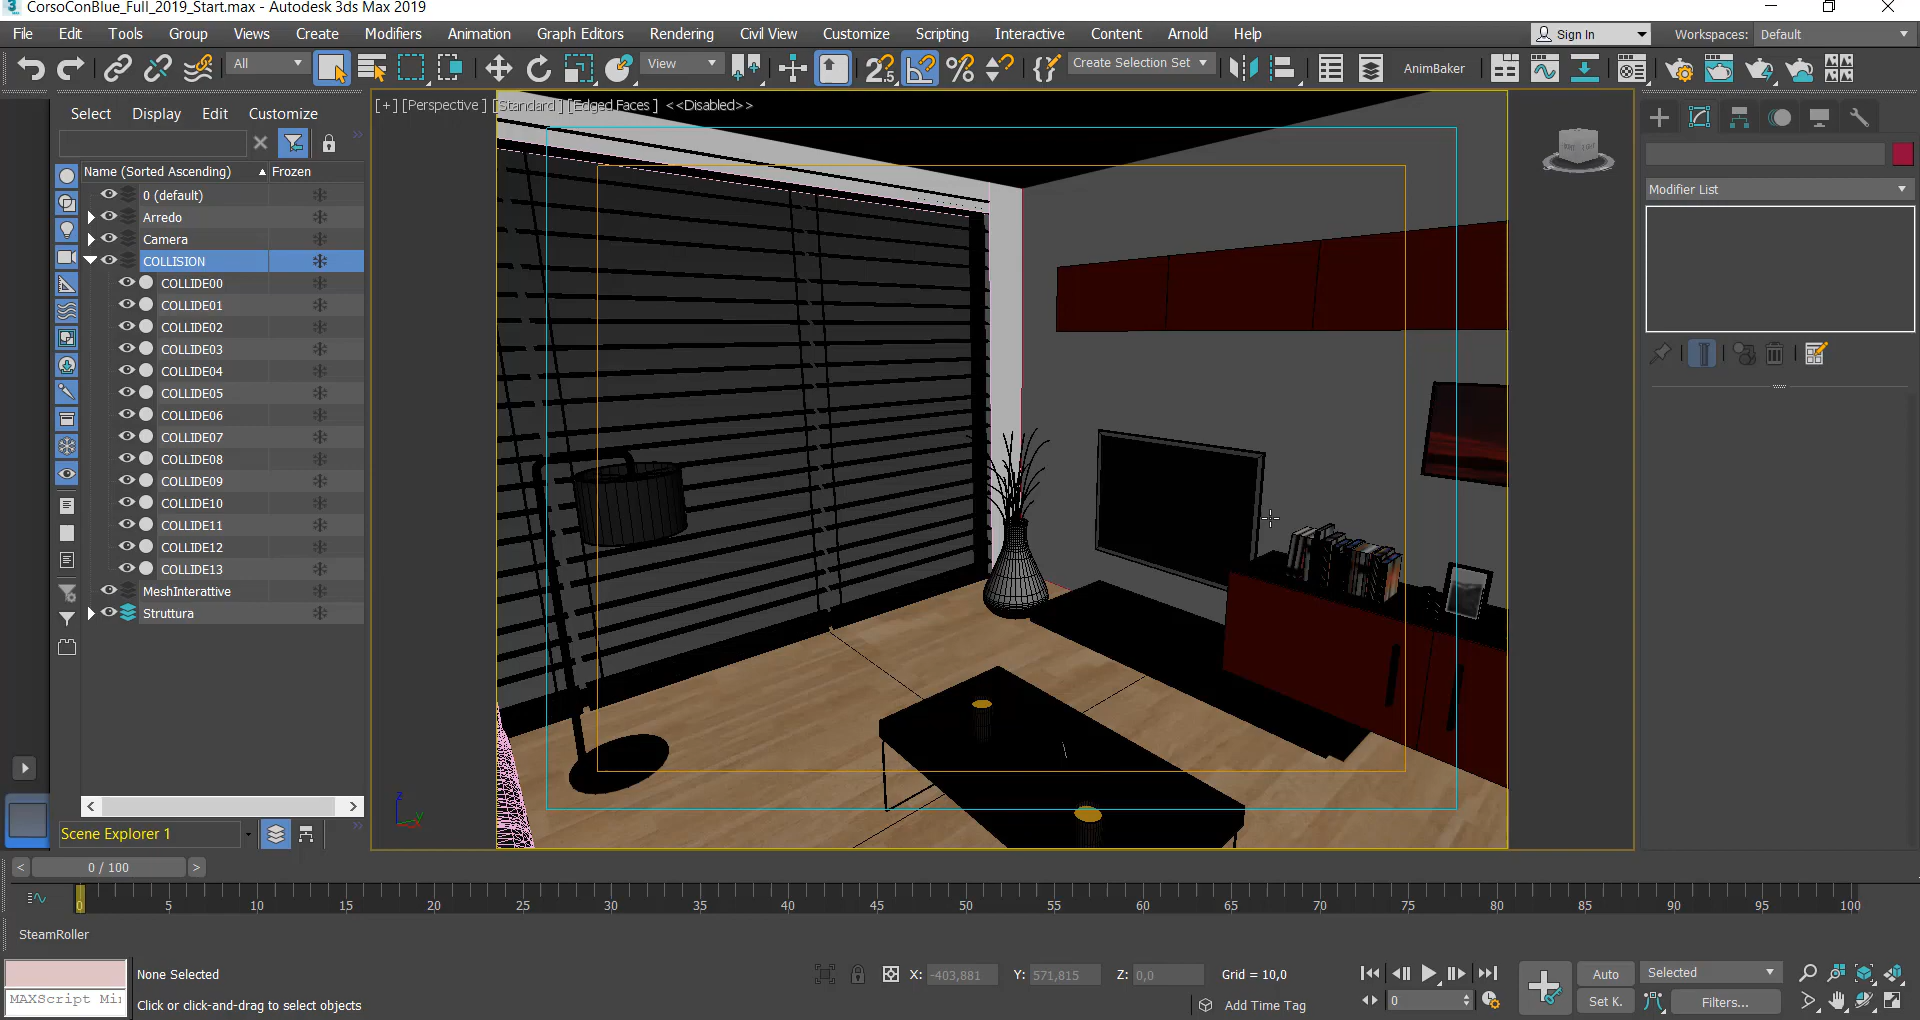 CorsoConBlue_Full_2019_Start.max - Autodesk 3ds Max 2019
File Edit Tools Group Views Create Modifiers Animation Graph Editors Rendering Civil View Customize Scripting Interactive Content Arnold Help Sign In Workspaces: Default
All View 2.5 Create Selection Set AnimBaker
Select Display Edit Customize
[+] [Perspective] [Standard] [Edged Faces] <<Disabled>>
Name (Sorted Ascending) Frozen
Modifier List
0 (default)
Arredo
Camera
COLLISION
COLLIDE00
COLLIDE01
COLLIDE02
COLLIDE03
COLLIDE04
COLLIDE05
COLLIDE06
COLLIDE07
COLLIDE08
COLLIDE09
COLLIDE10
COLLIDE11
COLLIDE12
COLLIDE13
MeshInterattive
Struttura
Z
Y
Scene Explorer 1
< 0 / 100 >
0 5 10 15 20 25 30 35 40 45 50 55 60 65 70 75 80 85 90 95 100
SteamRoller
None Selected
X: -403,881 Y: 571,815 Z: 0,0 Grid = 10,0
Auto Selected
MAXScript Mi
Click or click-and-drag to select objects
Add Time Tag
0
Set K. Filters...